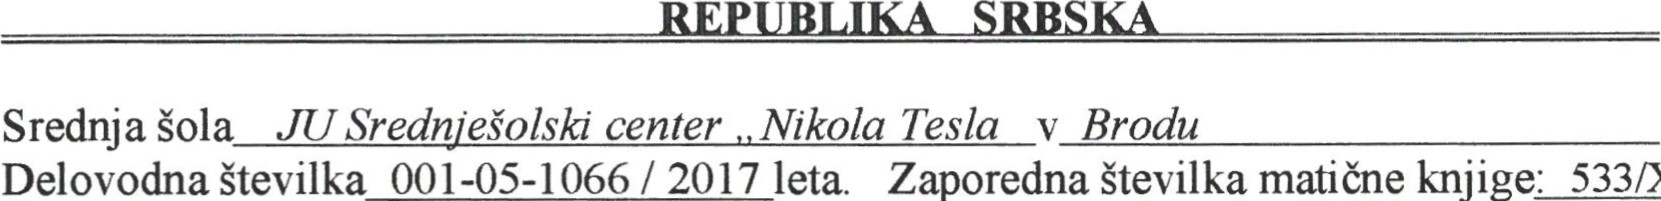 REPUBLIKA SRBSKA
Srednja šola JU Srednješolski center „Nikola Tesla v Brodu
Delovodna številka 001-05-1066 / 2017 leta. Zaporedna številka matične knjige: 533/X